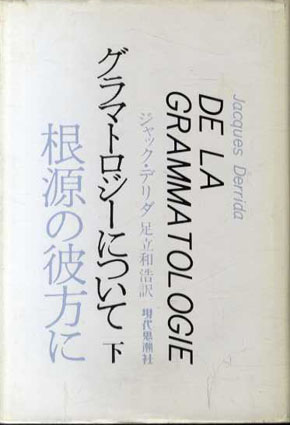 Jacques Derrida
DE LA
GRAMMATOLOGIE
ジャック・デリダ 足立和浩訳 現代思潮社
グラマトロジーについて 下
根源の彼方に